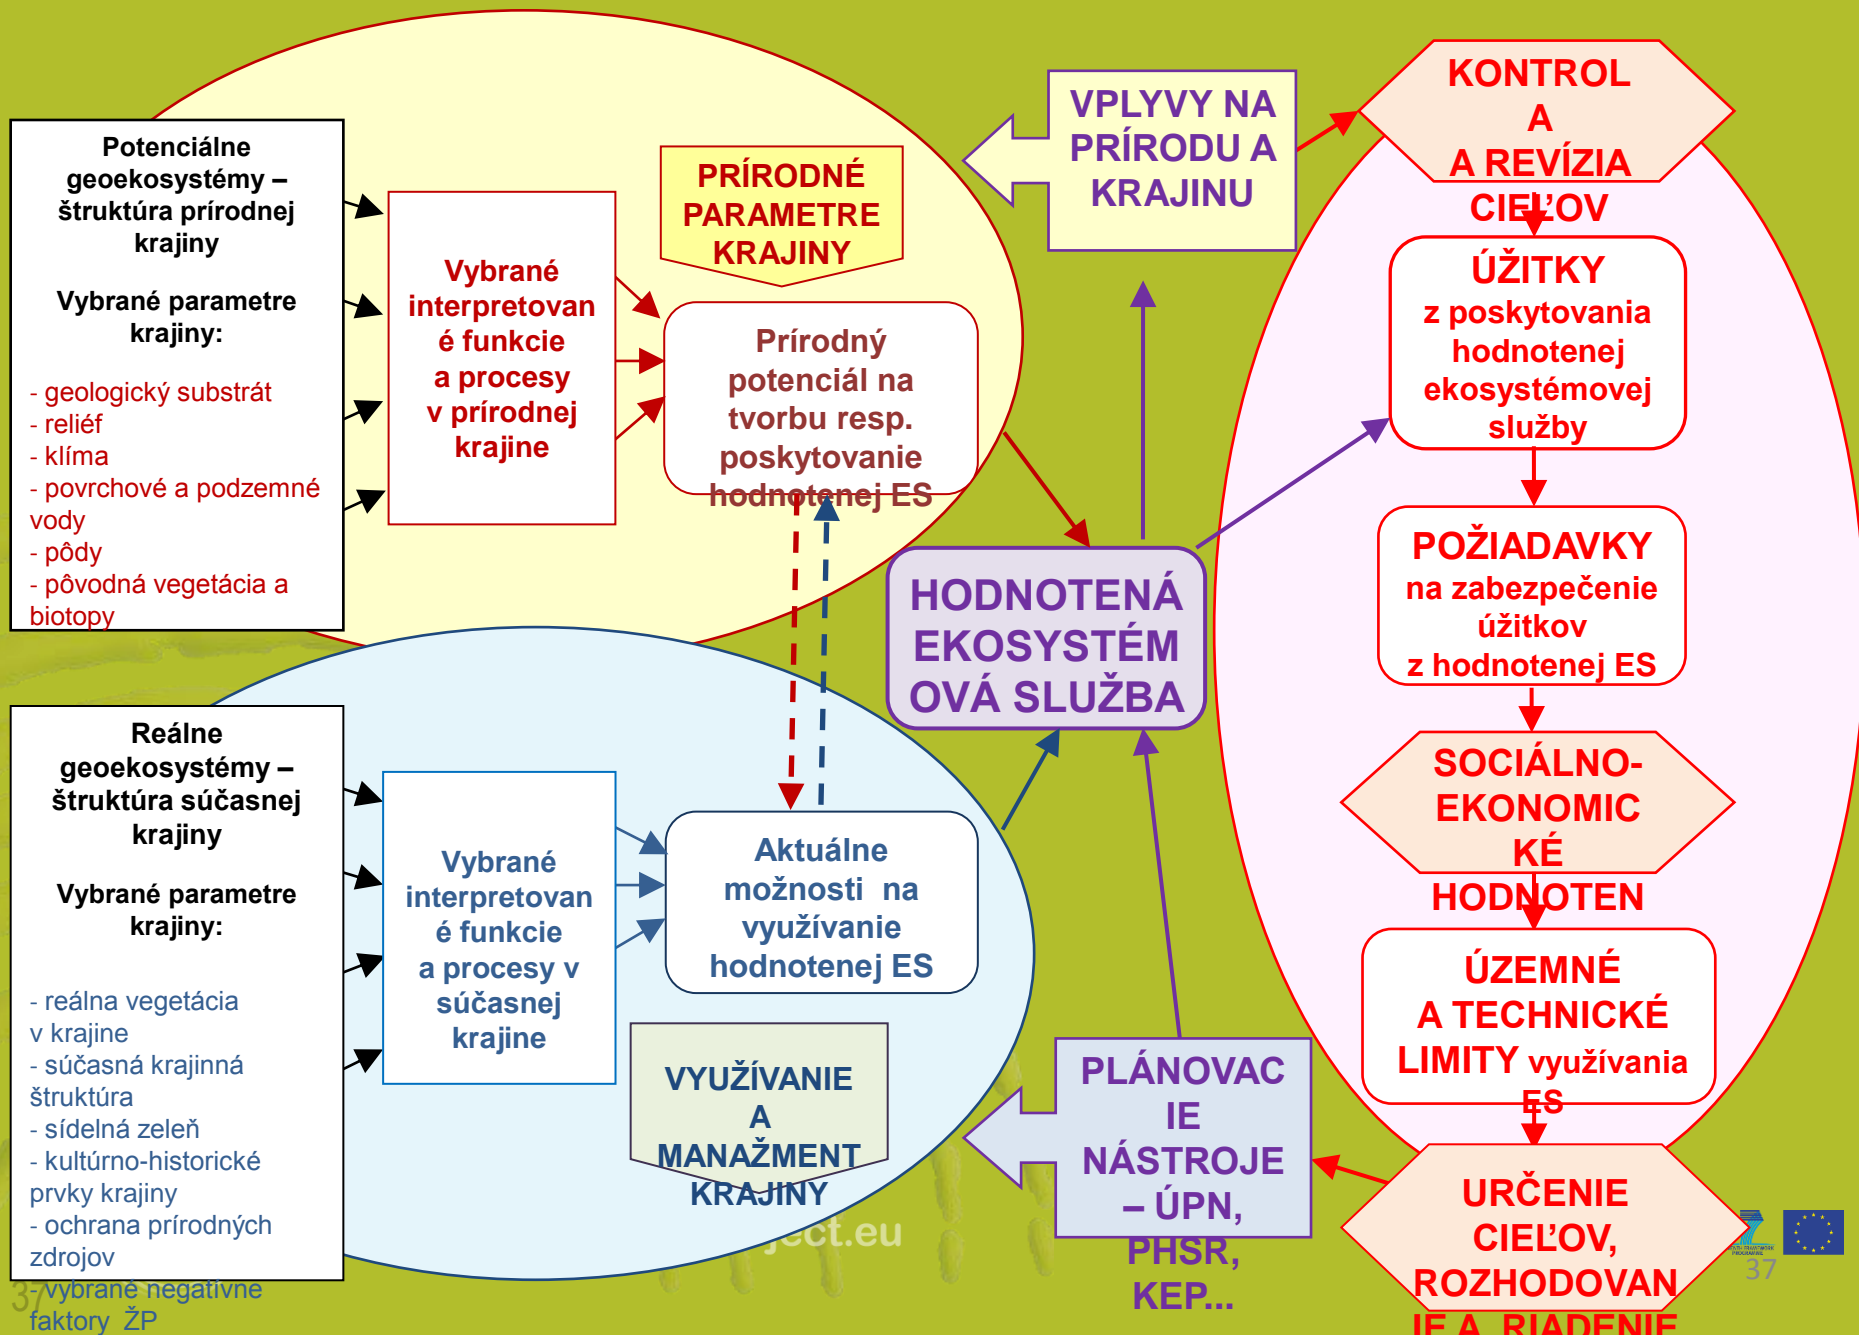 Potenciálne
geoekosystémy –
štruktúra prírodnej
krajiny
Vybrané parametre
krajiny:
- geologický substrát
- reliéf
- klíma
- povrchové a podzemné
vody
- pôdy
- pôvodná vegetácia a
biotopy
Vybrané
interpretovan
é funkcie
a procesy
v prírodnej
krajine
PRÍRODNÉ
PARAMETRE
KRAJINY
Prírodný
potenciál na
tvorbu resp.
poskytovanie
hodnotenej ES
Reálne
geoekosystémy –
štruktúra súčasnej
krajiny
Vybrané parametre
krajiny:
- reálna vegetácia
v krajine
- súčasná krajinná
štruktúra
- sídelná zeleň
- kultúrno-historické
prvky krajiny
- ochrana prírodných
zdrojov
- vybrané negatívne
faktory ŽP
Vybrané
interpretovan
é funkcie
a procesy v
súčasnej
krajine
Aktuálne
možnosti na
využívanie
hodnotenej ES
VYUŽÍVANIE
A
MANAŽMENT
KRAJINY
VPLYVY NA
PRÍRODU A
KRAJINU
HODNOTENÁ
EKOSYSTÉM
OVÁ SLUŽBA
PLÁNOVAC
IE
NÁSTROJE
– ÚPN,
PHSR,
KEP...
KONTROL
A
A REVÍZIA
CIEĽOV
ÚŽITKY
z poskytovania
hodnotenej
ekosystémovej
služby
POŽIADAVKY
na zabezpečenie
úžitkov
z hodnotenej ES
SOCIÁLNO-
EKONOMIC
KÉ
HODNOTEN
ÚZEMNÉ
A TECHNICKÉ
LIMITY využívania
ES
URČENIE
CIEĽOV,
ROZHODOVAN
IE A RIADENIE
ject.eu
37
37